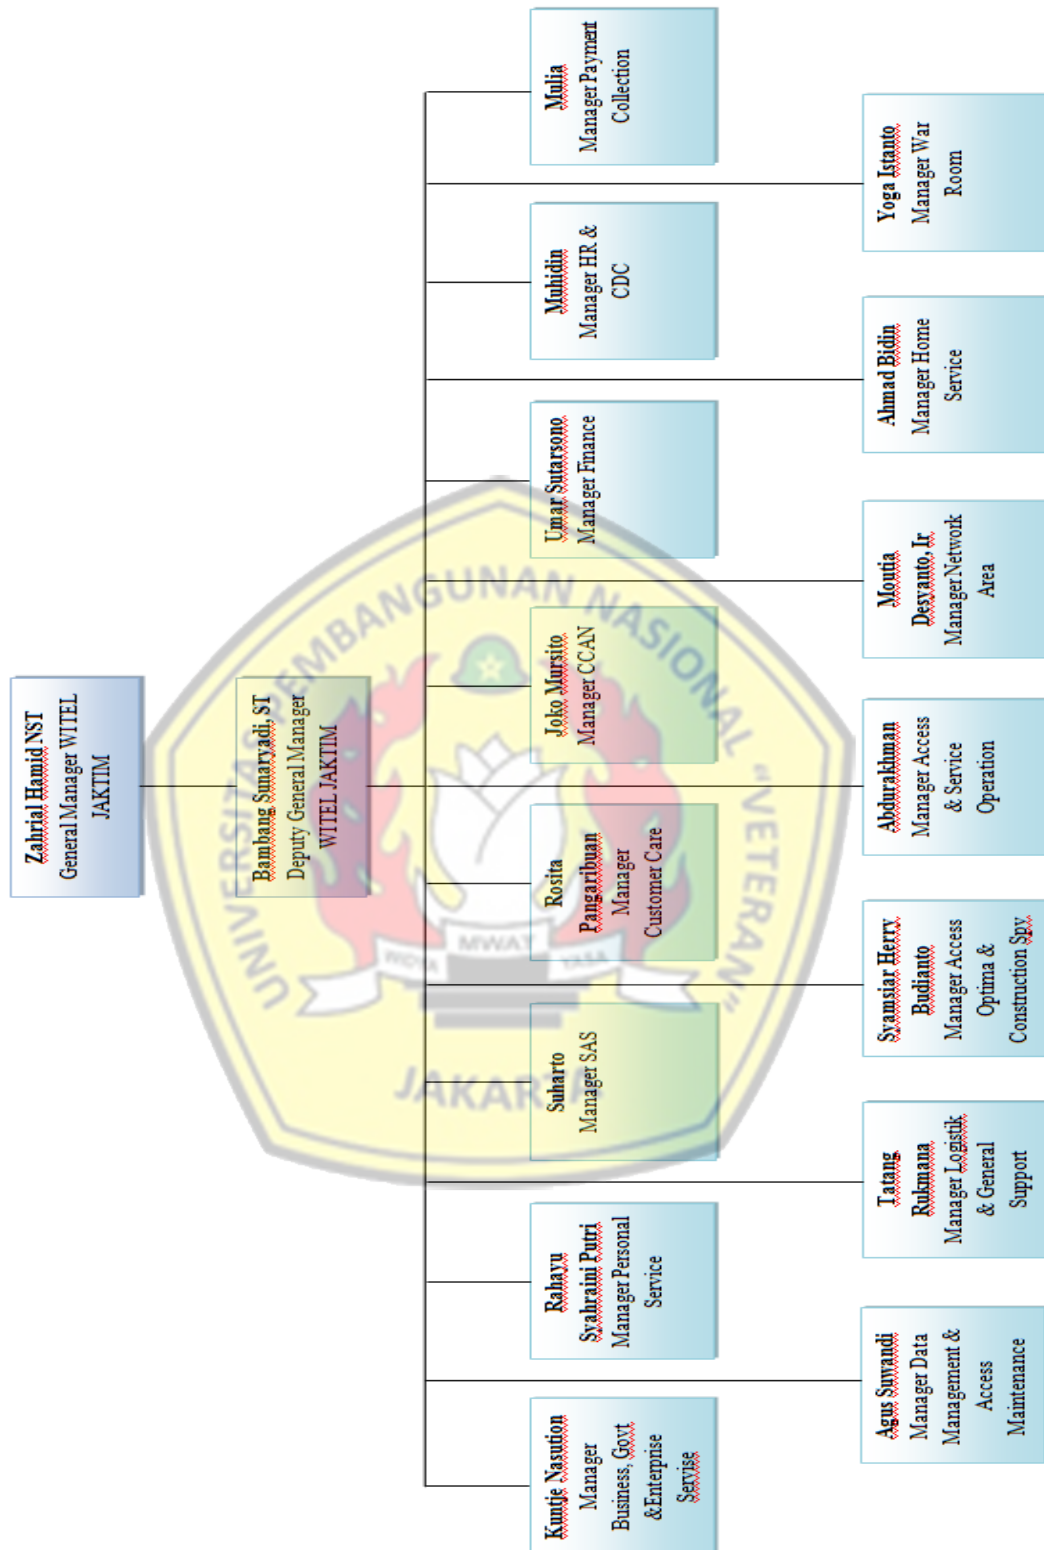 Zahrial Hamid NST
General Manager WITEL
JAKTIM
Bambang Sunaryadi, ST
Deputy General Manager
WITEL JAKTIM
Kuntje Nasution
Manager
Business, Govt
&Enterprise
Servise
Rahayu
Syahraini Putri
Manager Personal
Service
Suharto
Manager SAS
Rosita
Pangaribuan
Manager
Customer Care
Joko Mursito
Manager CCAN
Umar Sutarsono
Manager Finance
Muhidin
Manager HR &
CDC
Mulia
Manager Payment
Collection
Agus Suwandi
Manager Data
Management &
Access
Maintenance
Tatang
Rukmana
Manager Logistik
& General
Support
Syamsiar Herry
Budianto
Manager Access
Optima &
Construction Spv
Abdurakhman
Manager Access
& Service
Operation
Moutia
Desyanto, Ir
Manager Network
Area
Ahmad Bidin
Manager Home
Service
Yoga Istanto
Manager War
Room
UNIVERSITAS PEMBANGUNAN NASIONAL "VETERAN"
WIDYA MWAT YASA
JAKARTA